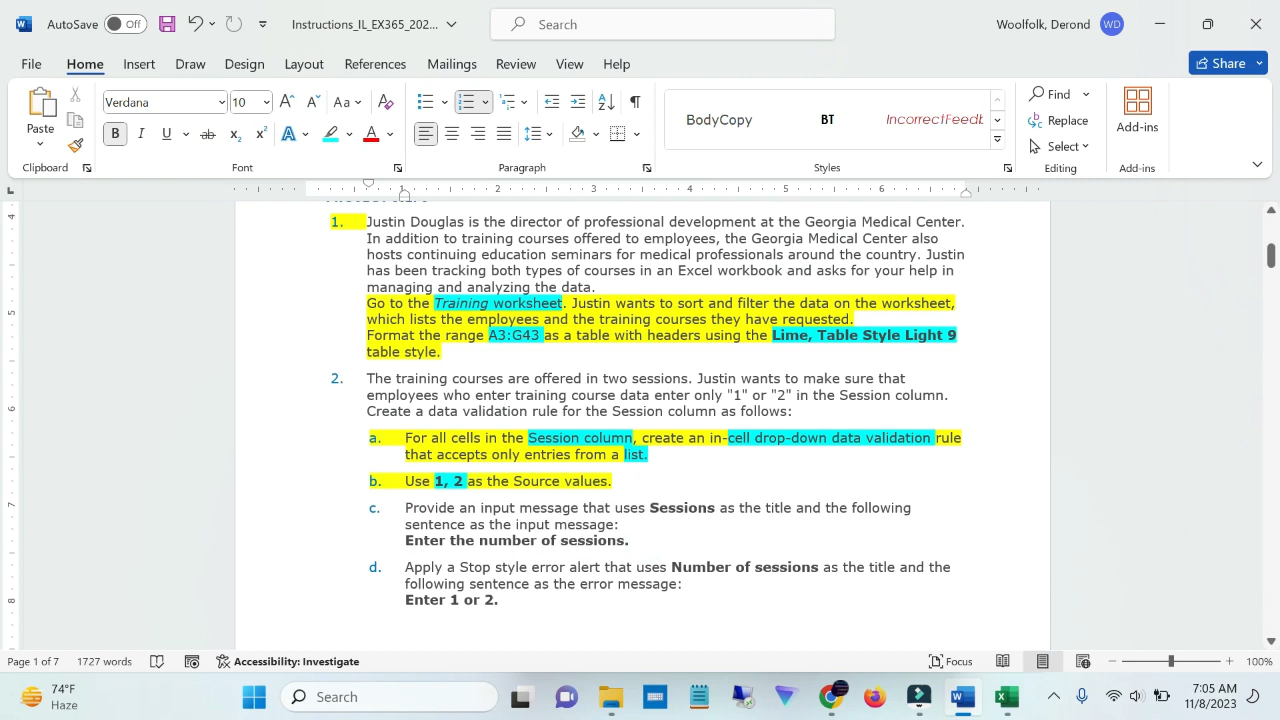 AutoSave Off Instructions_IL_EX365_202... Search Woolfolk, Derond WD
File Home Insert Draw Design Layout References Mailings Review View Help Share
Paste Verdana 10 Aa BodyCopy BT IncorrectFeedb Find Replace Select Add-ins
Clipboard Font Paragraph Styles Editing Add-ins
1 2 3 4 5 6
4
5
6
7
8
1. Justin Douglas is the director of professional development at the Georgia Medical Center.
In addition to training courses offered to employees, the Georgia Medical Center also
hosts continuing education seminars for medical professionals around the country. Justin
has been tracking both types of courses in an Excel workbook and asks for your help in
managing and analyzing the data.
Go to the Training worksheet. Justin wants to sort and filter the data on the worksheet,
which lists the employees and the training courses they have requested.
Format the range A3:G43 as a table with headers using the Lime, Table Style Light 9
table style.
2. The training courses are offered in two sessions. Justin wants to make sure that
employees who enter training course data enter only "1" or "2" in the Session column.
Create a data validation rule for the Session column as follows:
a. For all cells in the Session column, create an in-cell drop-down data validation rule
that accepts only entries from a list.
b. Use 1, 2 as the Source values.
c. Provide an input message that uses Sessions as the title and the following
sentence as the input message:
Enter the number of sessions.
d. Apply a Stop style error alert that uses Number of sessions as the title and the
following sentence as the error message:
Enter 1 or 2.
Page 1 of 7 1727 words Accessibility: Investigate Focus 100%
74°F
Haze
Search
7:05 AM
11/8/2023